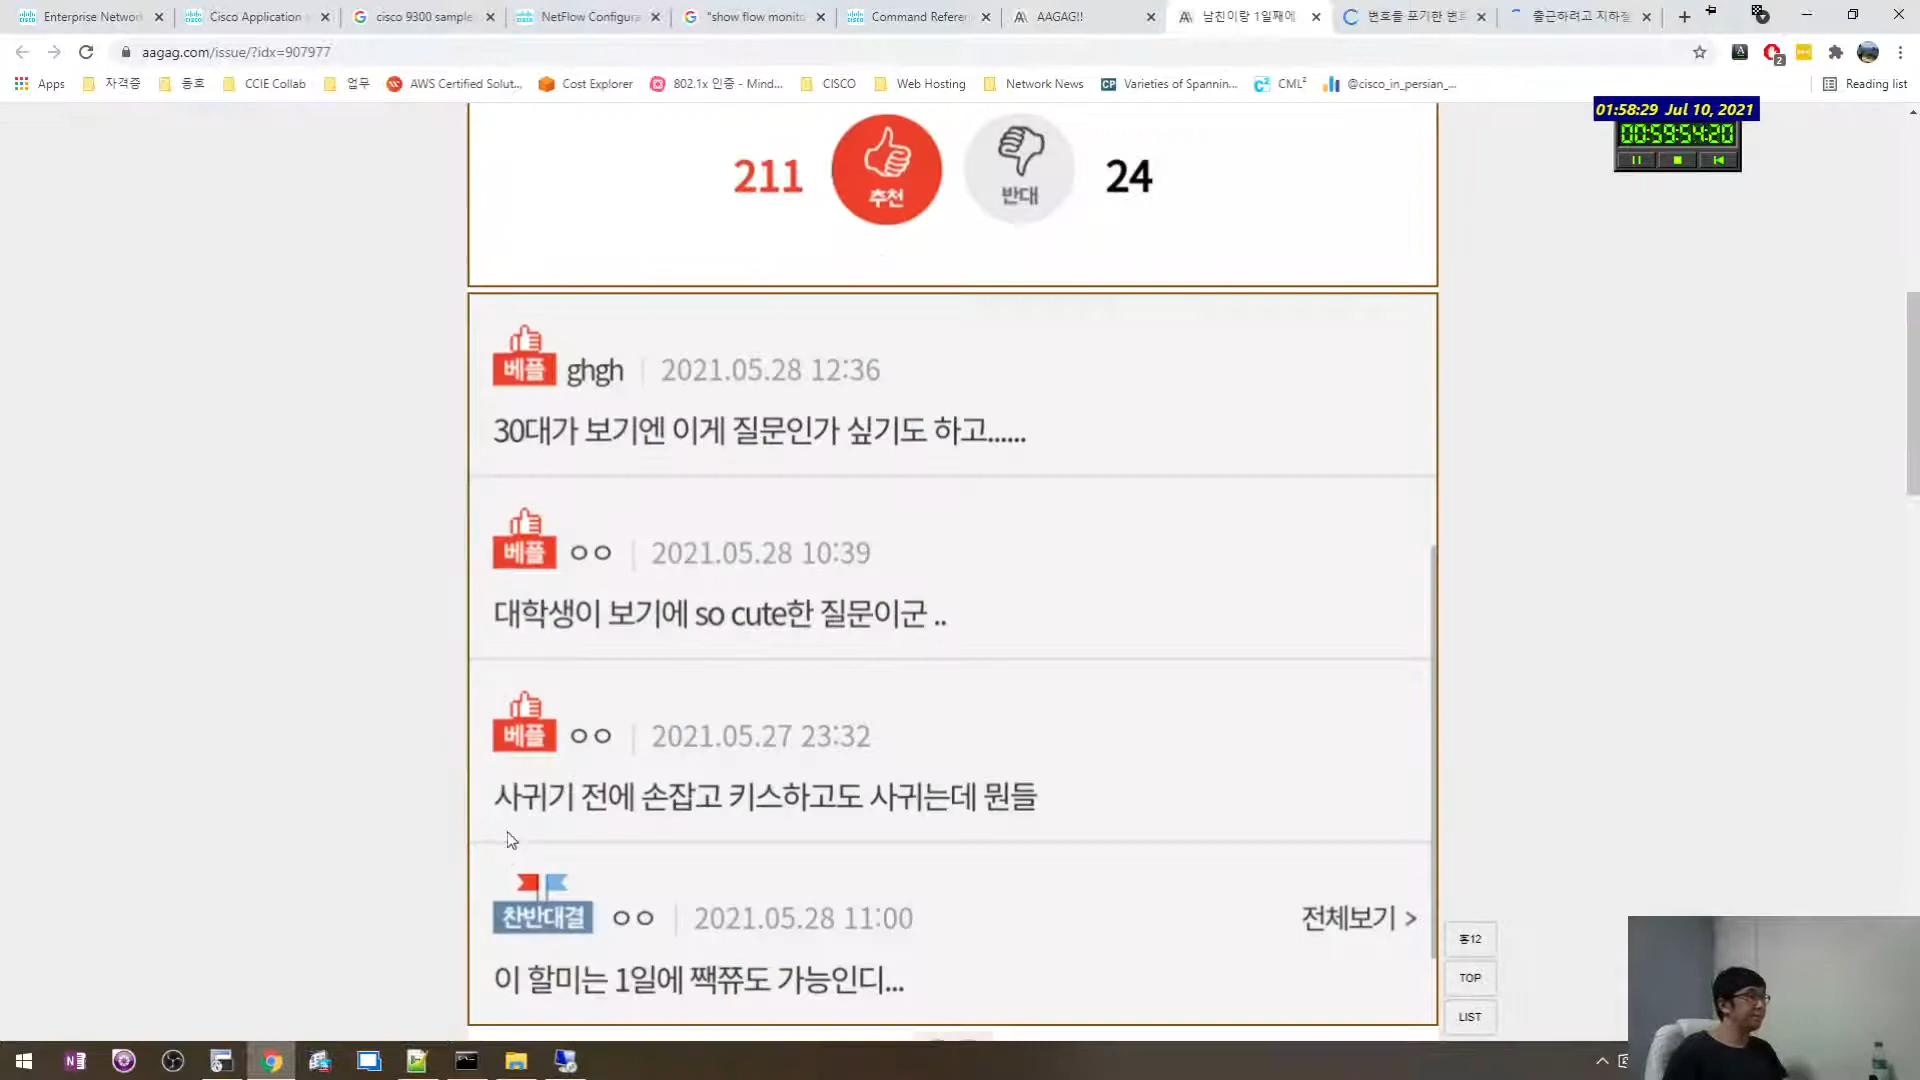 Enterprise Network
Cisco Application
cisco 9300 sample
NetFlow Configura
"show flow monito
Command Referen
AAGAG!!
남친이랑 1일째에
번호를 포기한 번호
출근하려고 지하철
aagag.com/issue/?idx=907977
2
Apps
자격증
동호
CCIE Collab
업무
AWS Certified Solut...
Cost Explorer
802.1x 인증 - Mind...
CISCO
Web Hosting
Network News
CP
Varieties of Spannin...
CML²
@cisco_in_persian_...
Reading list
01:58:29 Jul 10, 2021
00:59:54:20
211
추천
반대
24
베플 ghgh | 2021.05.28 12:36
30대가 보기엔 이게 질문인가 싶기도 하고......
베플 ㅇㅇ | 2021.05.28 10:39
대학생이 보기에 so cute한 질문이군 ..
베플 ㅇㅇ | 2021.05.27 23:32
사귀기 전에 손잡고 키스하고도 사귀는데 뭔들
찬반대결 ㅇㅇ | 2021.05.28 11:00
전체보기 >
이 할미는 1일에 짹쮸도 가능인디...
TOP
LIST